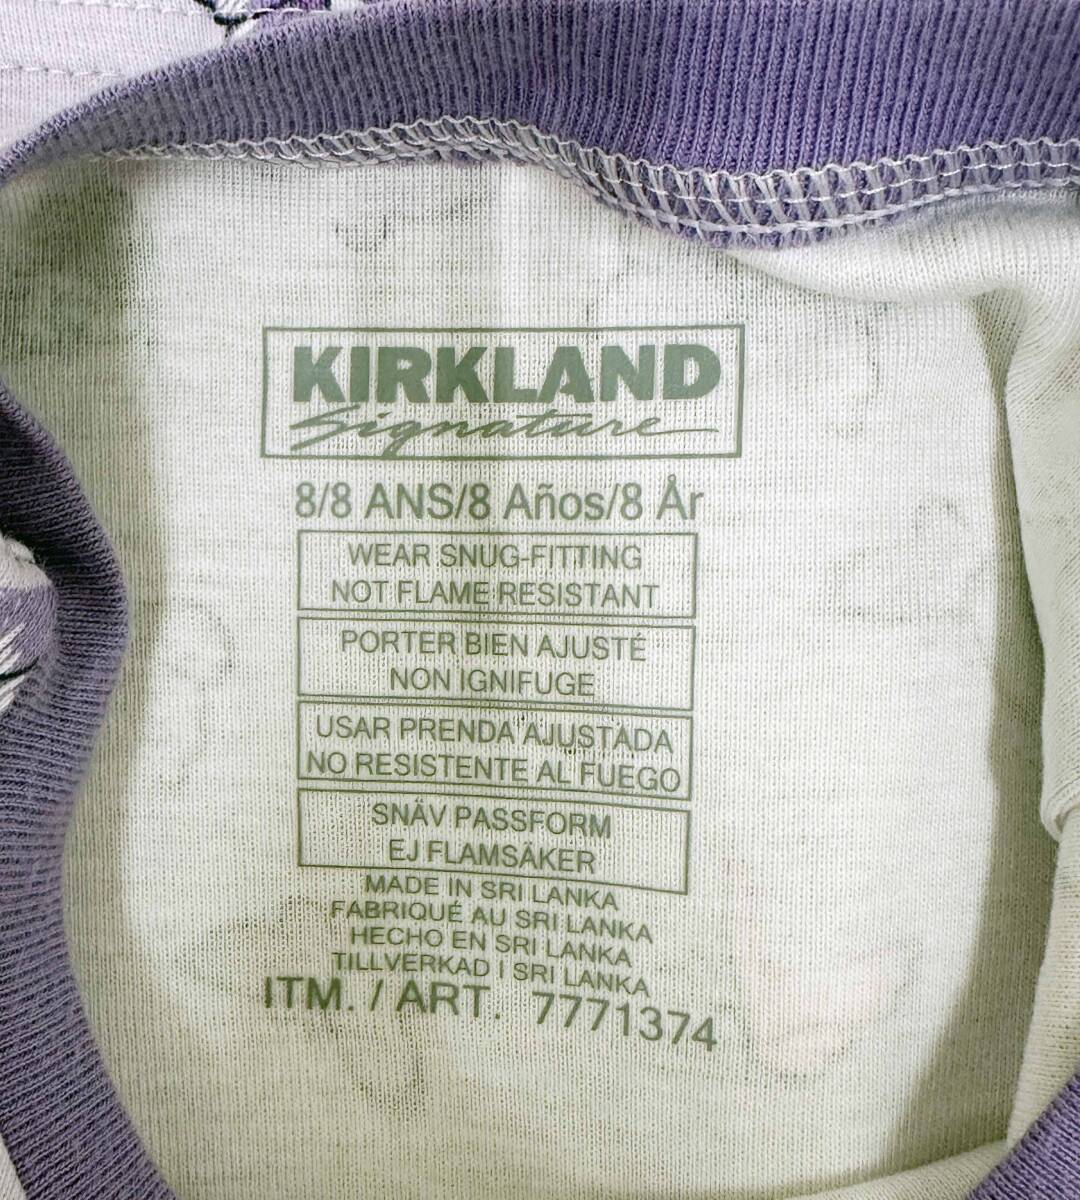 KIRKLAND
Signature
8/8 ANS/8 Años/8 År
WEAR SNUG-FITTING
NOT FLAME RESISTANT
PORTER BIEN AJUSTÉ
NON IGNIFUGE
USAR PRENDA AJUSTADA
NO RESISTENTE AL FUEGO
SNÄV PASSFORM
EJ FLAMSÄKER
MADE IN SRI LANKA
FABRIQUÉ AU SRI LANKA
HECHO EN SRI LANKA
TILLVERKAD I SRI LANKA
ITM. / ART. 7771374